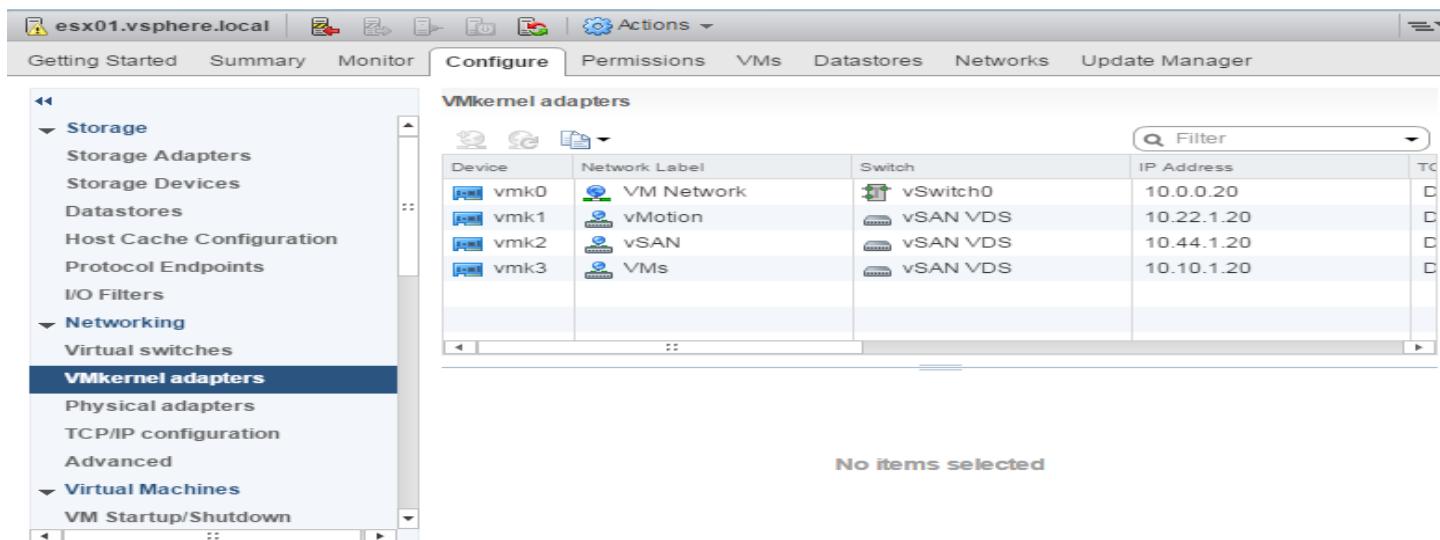 esx01.vsphere.local Actions
Getting Started Summary Monitor Configure Permissions VMs Datastores Networks Update Manager
Storage
Storage Adapters
Storage Devices
Datastores
Host Cache Configuration
Protocol Endpoints
I/O Filters
Networking
Virtual switches
VMkernel adapters
Physical adapters
TCP/IP configuration
Advanced
Virtual Machines
VM Startup/Shutdown
VMkernel adapters
Filter
Device Network Label Switch IP Address TC
vmk0 VM Network vSwitch0 10.0.0.20 D
vmk1 vMotion vSAN VDS 10.22.1.20 D
vmk2 vSAN vSAN VDS 10.44.1.20 D
vmk3 VMs vSAN VDS 10.10.1.20 D
No items selected